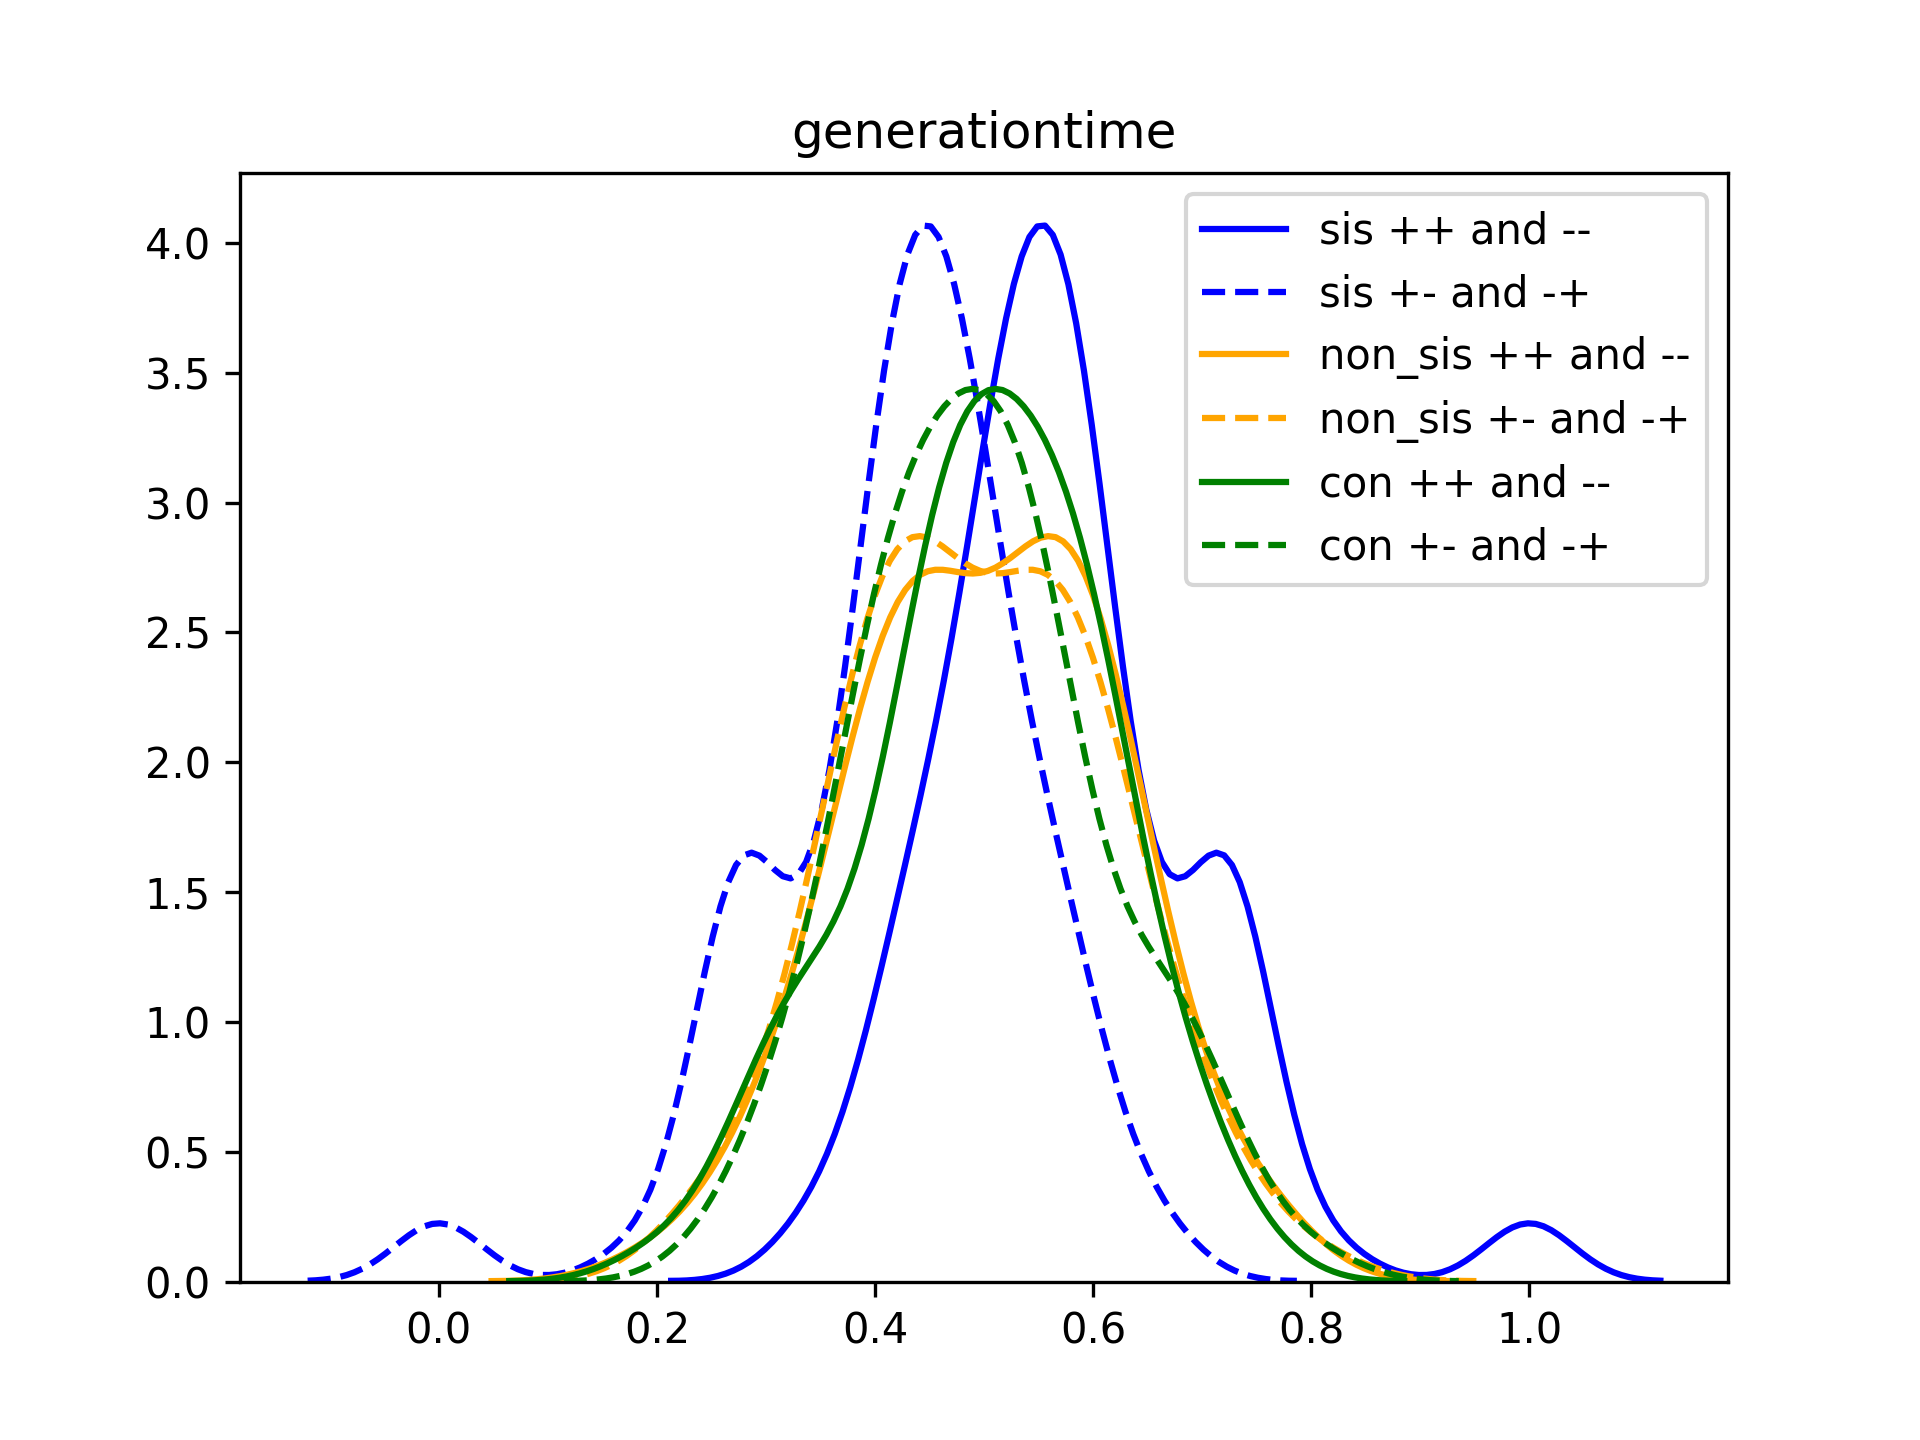 generationtime
sis ++ and --
sis +- and -+
non_sis ++ and --
non_sis +- and -+
con ++ and --
con +- and -+
4.0
3.5
3.0
2.5
2.0
1.5
1.0
0.5
0.0
0.0 0.2 0.4 0.6 0.8 1.0